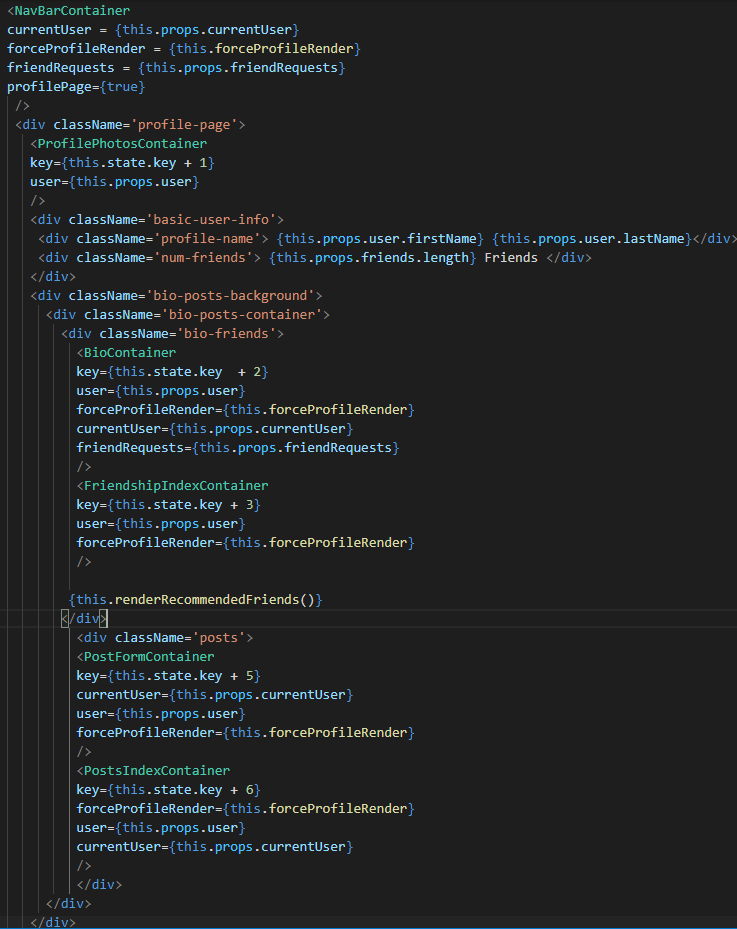 <NavBarContainer
currentUser = {this.props.currentUser}
forceProfileRender = {this.forceProfileRender}
friendRequests = {this.props.friendRequests}
profilePage={true}
/>
<div className='profile-page'>
<ProfilePhotosContainer
key={this.state.key + 1}
user={this.props.user}
/>
<div className='basic-user-info'>
<div className='profile-name'> {this.props.user.firstName} {this.props.user.lastName}</div>
<div className='num-friends'> {this.props.friends.length} Friends </div>
</div>
<div className='bio-posts-background'>
<div className='bio-posts-container'>
<div className='bio-friends'>
<BioContainer
key={this.state.key  + 2}
user={this.props.user}
forceProfileRender={this.forceProfileRender}
currentUser={this.props.currentUser}
friendRequests={this.props.friendRequests}
/>
<FriendshipIndexContainer
key={this.state.key + 3}
user={this.props.user}
forceProfileRender={this.forceProfileRender}
/>
{this.renderRecommendedFriends()}
</div>
<div className='posts'>
<PostFormContainer
key={this.state.key + 5}
currentUser={this.props.currentUser}
user={this.props.user}
forceProfileRender={this.forceProfileRender}
/>
<PostsIndexContainer
key={this.state.key + 6}
forceProfileRender={this.forceProfileRender}
user={this.props.user}
currentUser={this.props.currentUser}
/>
</div>
</div>
</div>